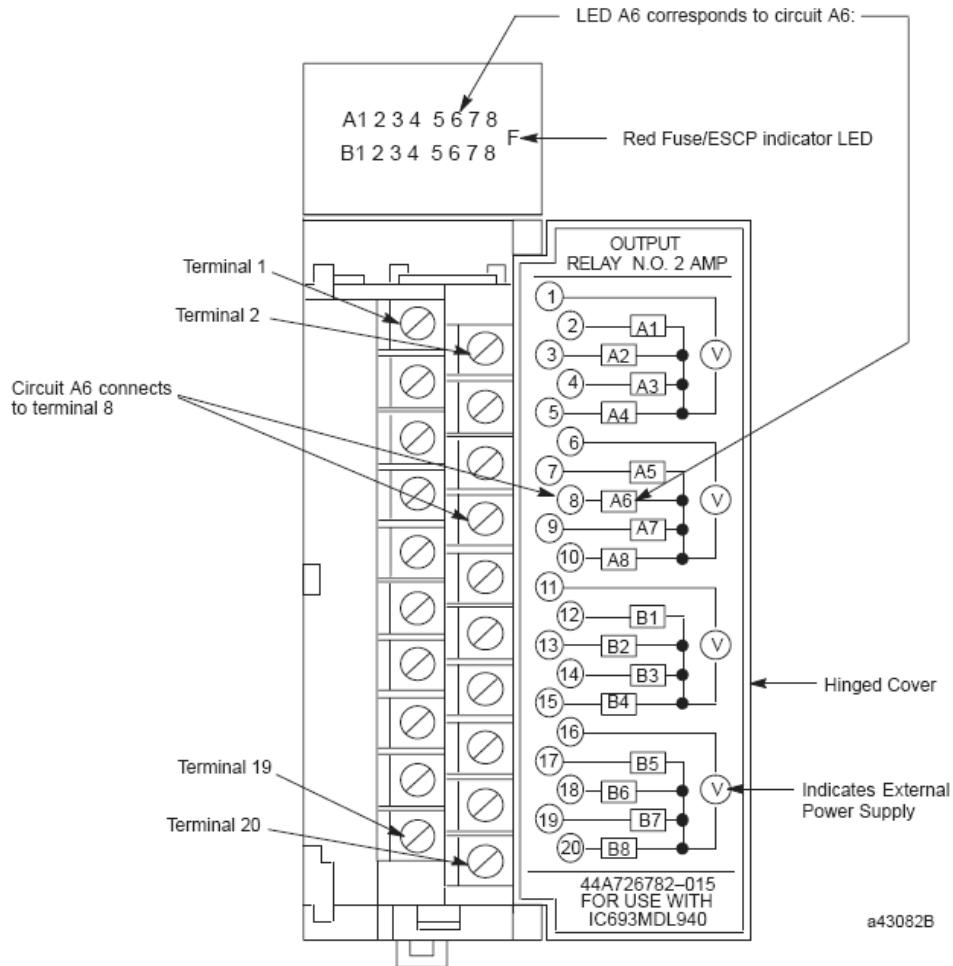 LED A6 corresponds to circuit A6:
A1 2 3 4 5 6 7 8
F
B1 2 3 4 5 6 7 8
Red Fuse/ESCP indicator LED
OUTPUT
RELAY N.O. 2 AMP
Terminal 1
Terminal 2
Circuit A6 connects
to terminal 8
1
2 A1
3 A2 V
4 A3
5 A4
6
7 A5
8 A6 V
9 A7
10 A8
11
12 B1
13 B2 V
14 B3
15 B4
16
17 B5
18 B6 V
19 B7
20 B8
Hinged Cover
Terminal 19
Terminal 20
Indicates External
Power Supply
44A726782–015
FOR USE WITH
IC693MDL940
a43082B